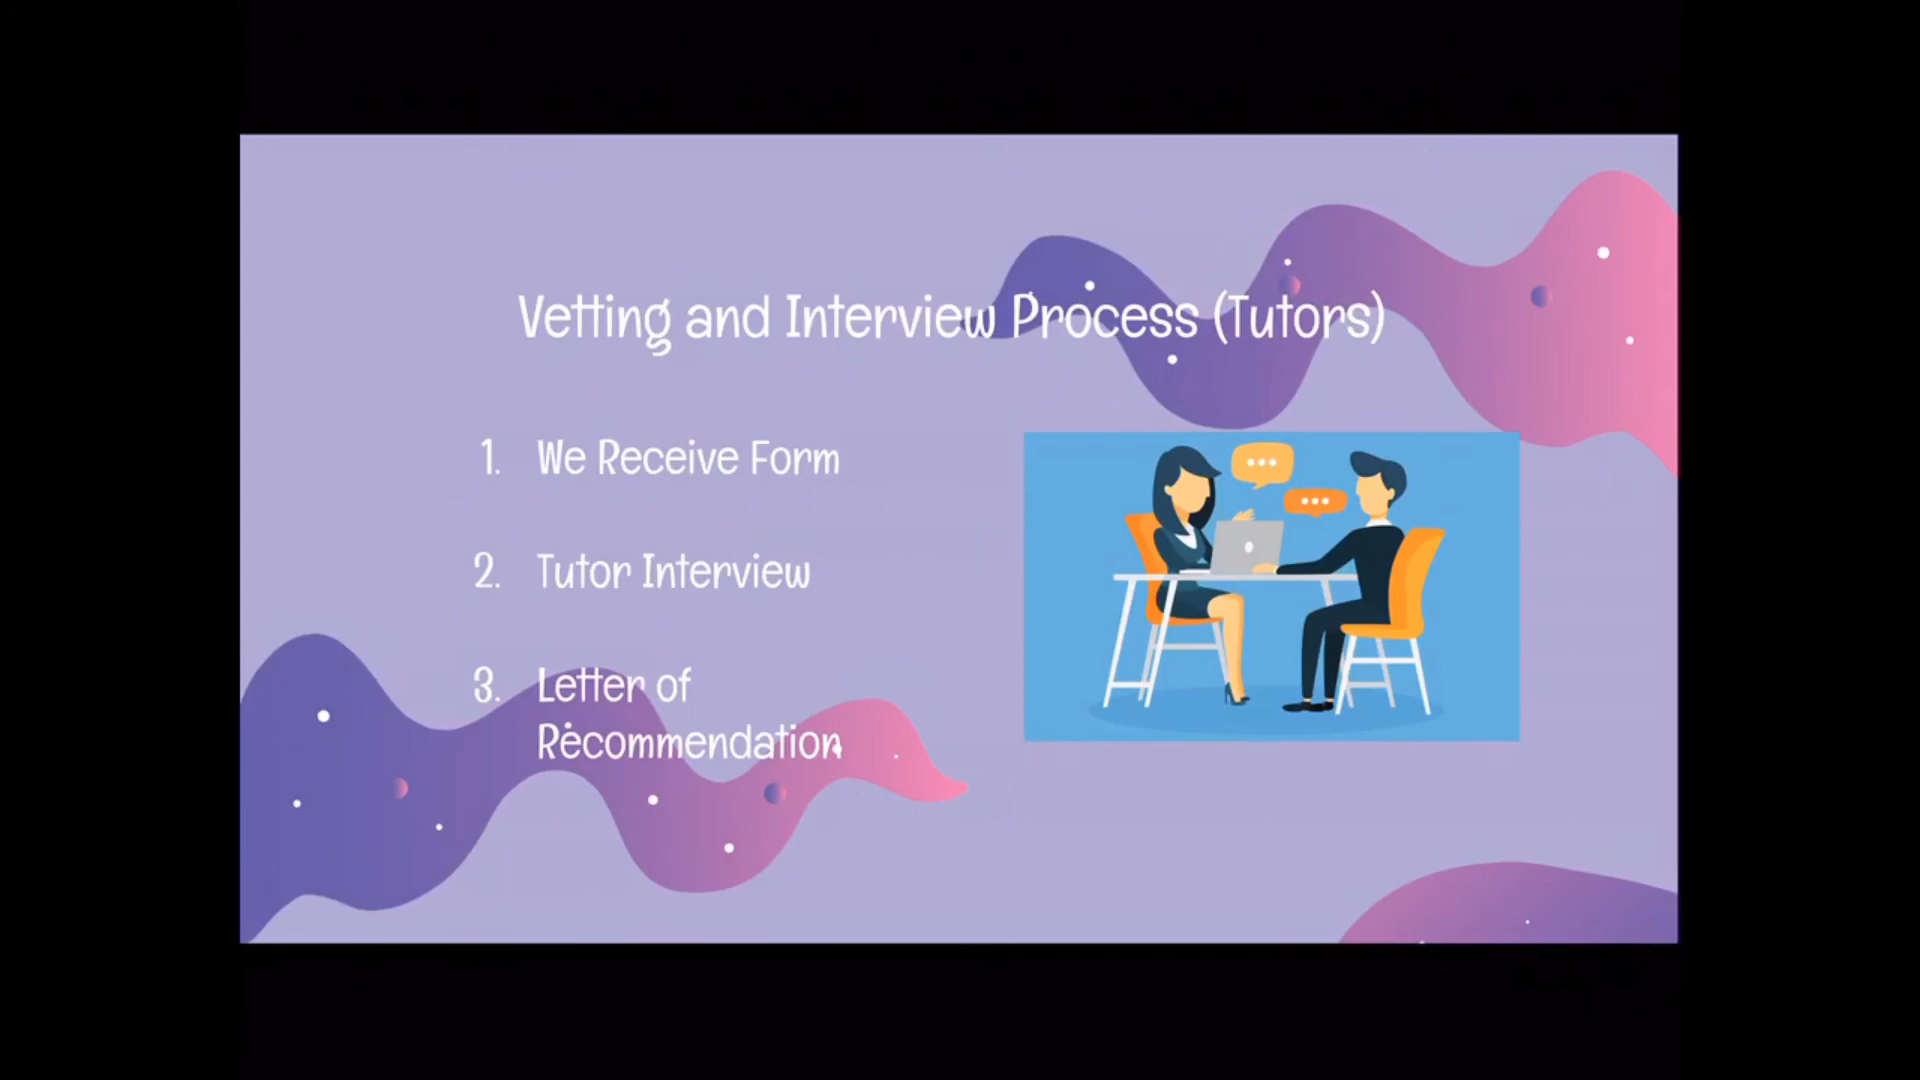 Vetting and Interview Process (Tutors)
1. We Receive Form
2. Tutor Interview
3. Letter of
Recommendation